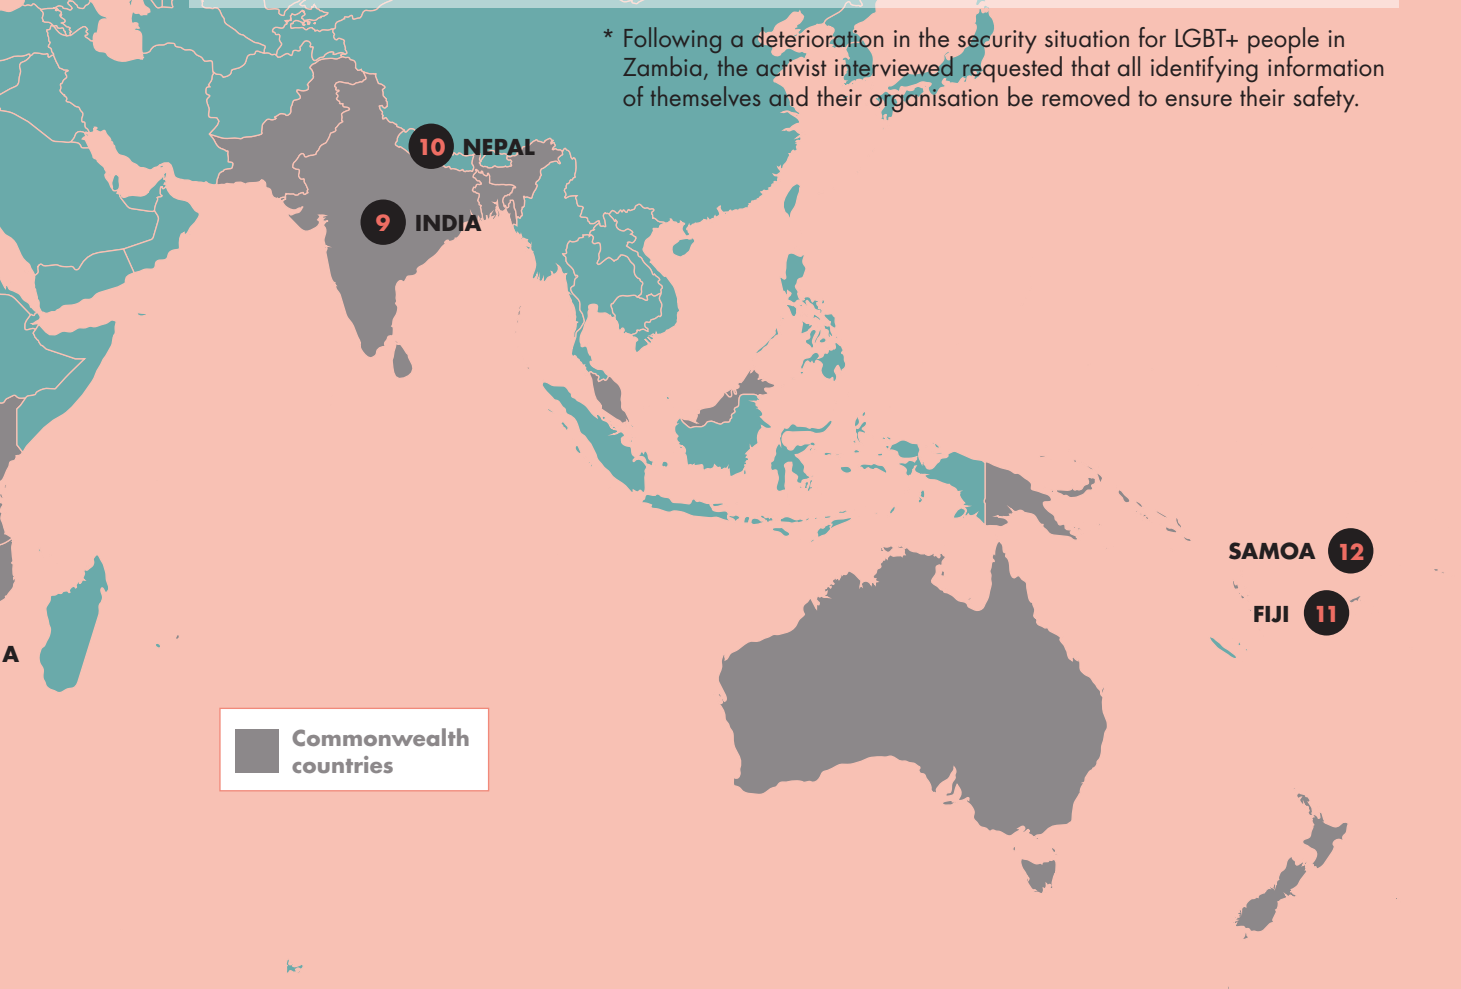 * Following a deterioration in the security situation for LGBT+ people in
Zambia, the activist interviewed requested that all identifying information
of themselves and their organisation be removed to ensure their safety.
10 NEPAL
9 INDIA
SAMOA 12
FIJI 11
A
Commonwealth
countries